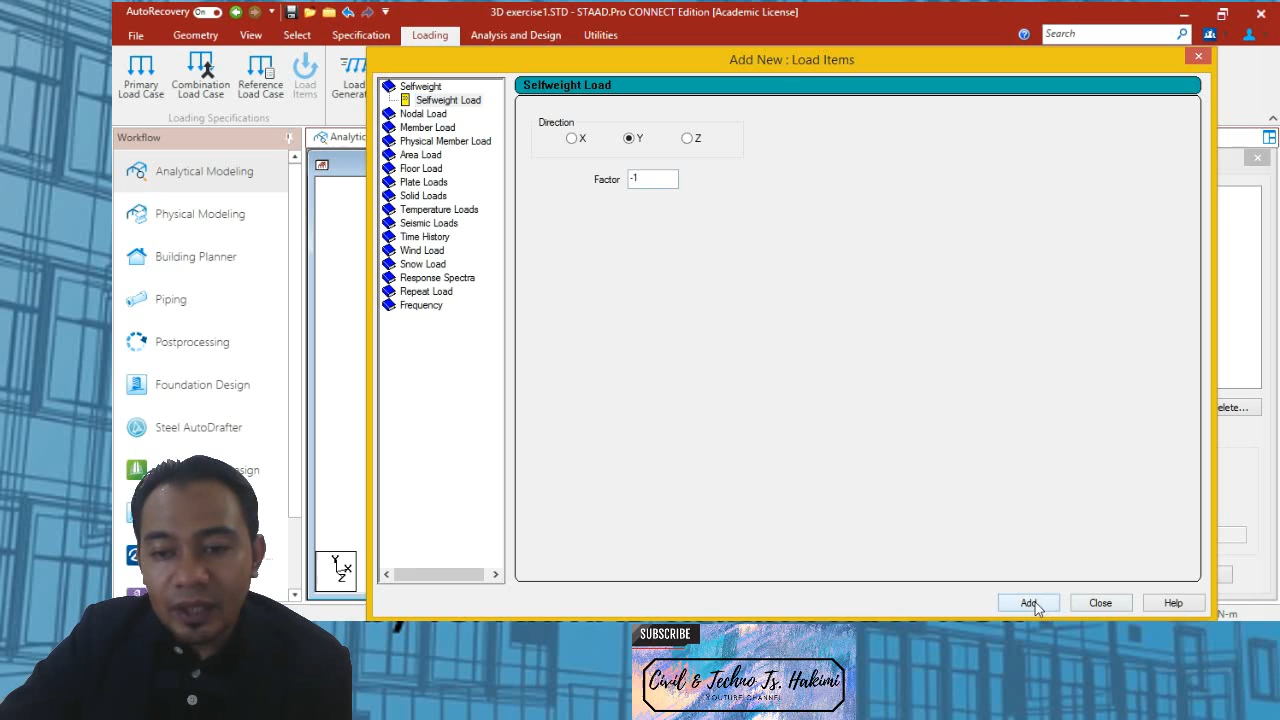 AutoRecovery On
3D exercise1.STD - STAAD.Pro CONNECT Edition [Academic License]
File Geometry View Select Specification Loading Analysis and Design Utilities
Search
Primary Load Case
Combination Load Case
Reference Load Case
Load Items
Load
Loading Specifications
Add New : Load Items
Workflow
Analytical Modeling
Physical Modeling
Building Planner
Piping
Postprocessing
Foundation Design
Steel AutoDrafter
Selfweight
Selfweight Load
Nodal Load
Member Load
Physical Member Load
Area Load
Floor Load
Plate Loads
Solid Loads
Temperature Loads
Seismic Loads
Time History
Wind Load
Snow Load
Response Spectra
Repeat Load
Frequency
Selfweight Load
Direction
X Y Z
Factor -1
Add Close Help
Y
X
Z
SUBSCRIBE
Civil & Techno Ts. Hakimi
YOUTUBE CHANNEL